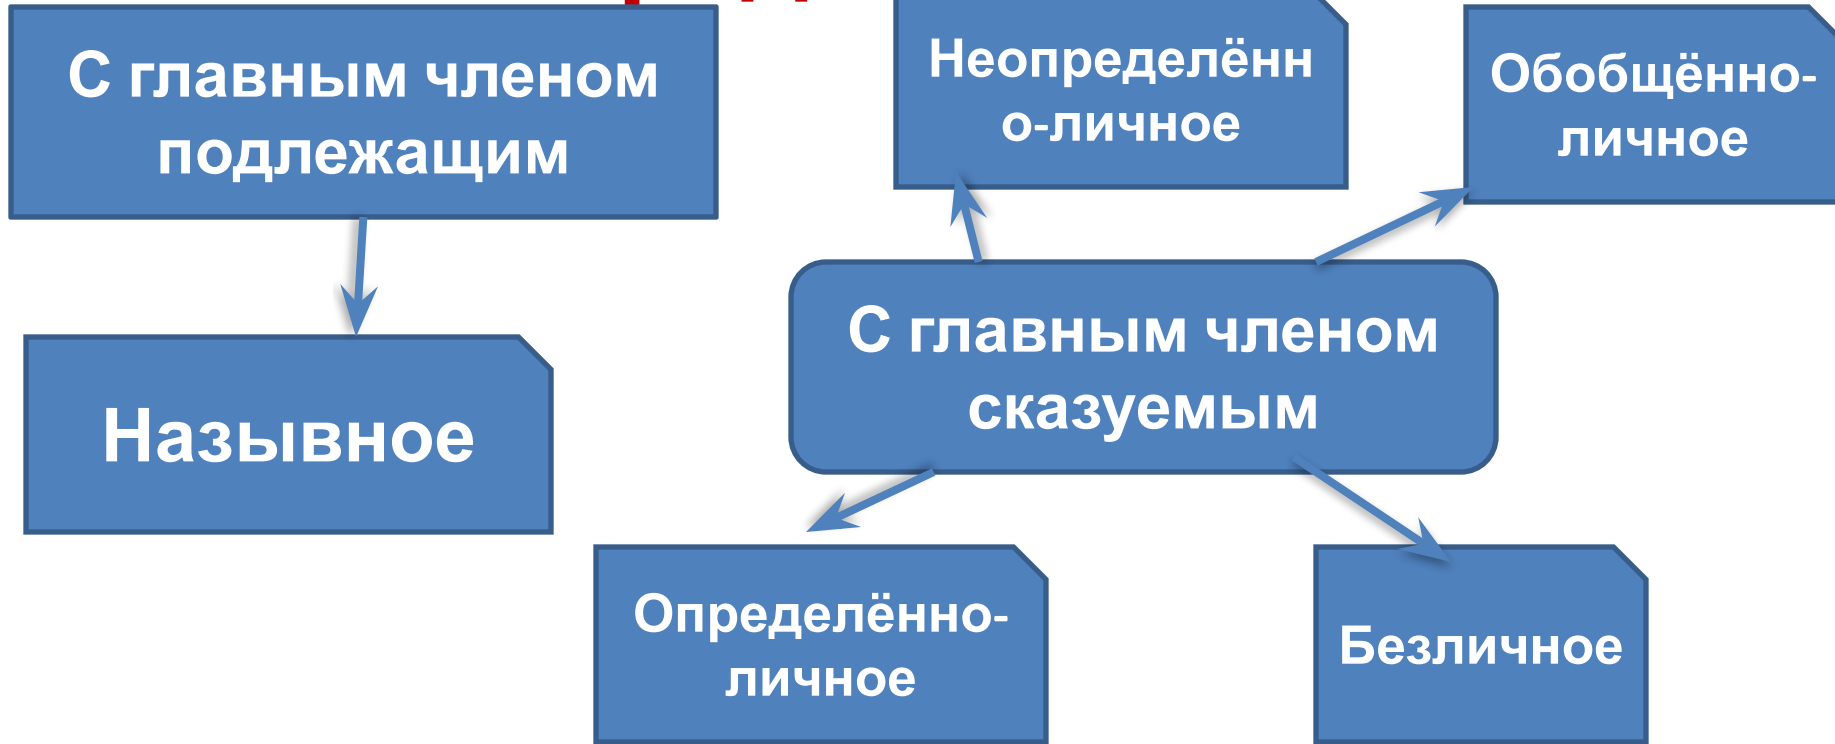 С главным членом
подлежащим
Неопределённ
о-личное
Обобщённо-
личное
С главным членом
сказуемым
Назывное
Определённо-
личное
Безличное